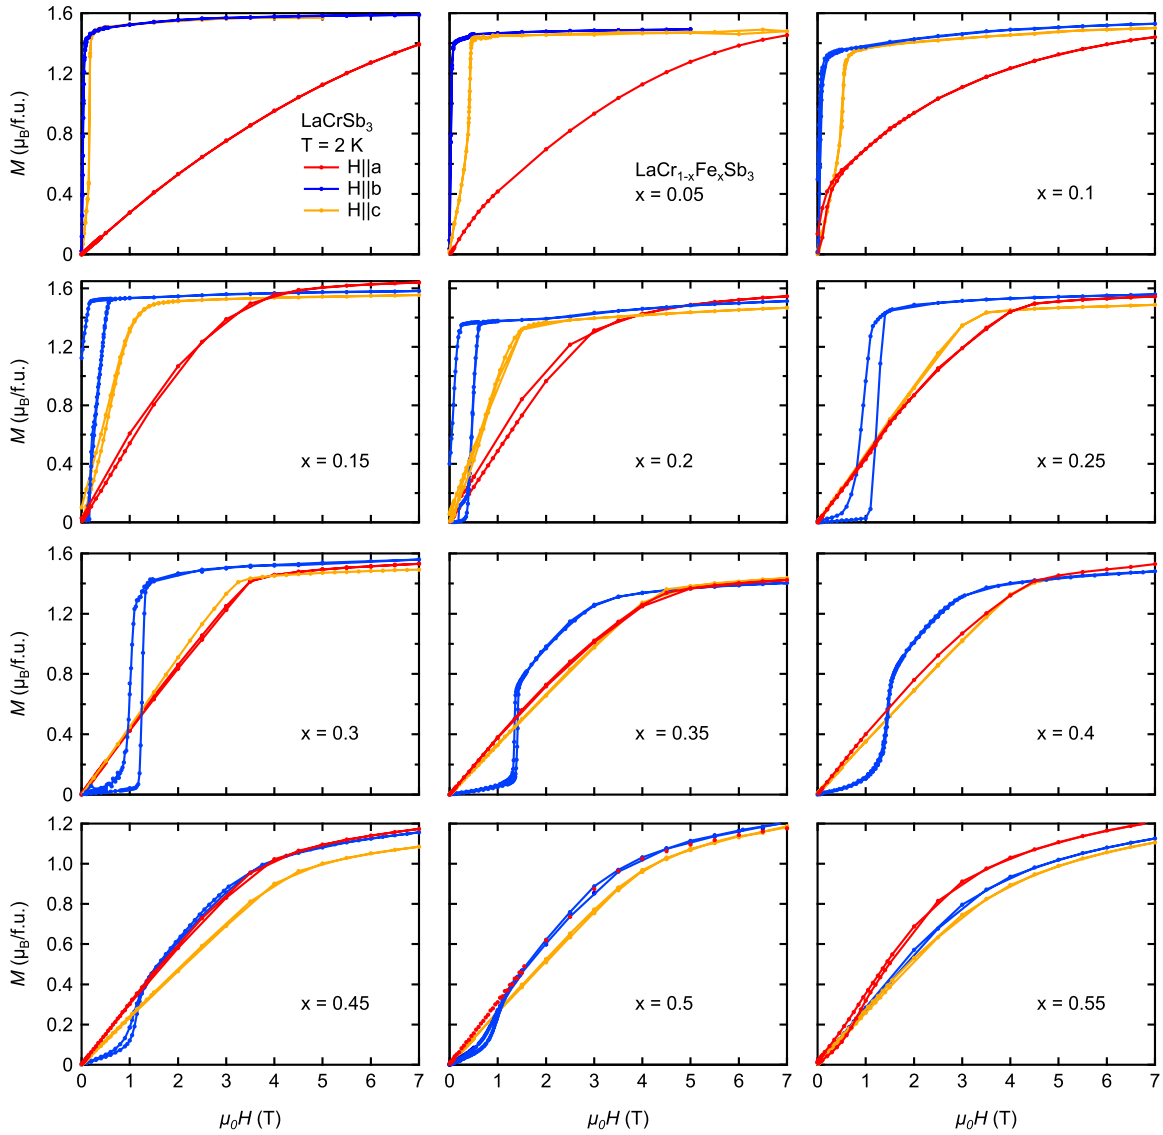 1.6
1.2
0.8
0.4
0
M (μB/f.u.)
LaCrSb3
T = 2 K
H||a
H||b
H||c
LaCr1-xFexSb3
x = 0.05
x = 0.1
1.6
1.2
0.8
0.4
0
M (μB/f.u.)
x = 0.15
x = 0.2
x = 0.25
1.6
1.2
0.8
0.4
0
M (μB/f.u.)
x = 0.3
x = 0.35
x = 0.4
1.2
1.0
0.8
0.6
0.4
0.2
0
M (μB/f.u.)
x = 0.45
x = 0.5
x = 0.55
0 1 2 3 4 5 6 7
0 1 2 3 4 5 6 7
0 1 2 3 4 5 6 7
μ0H (T)
μ0H (T)
μ0H (T)